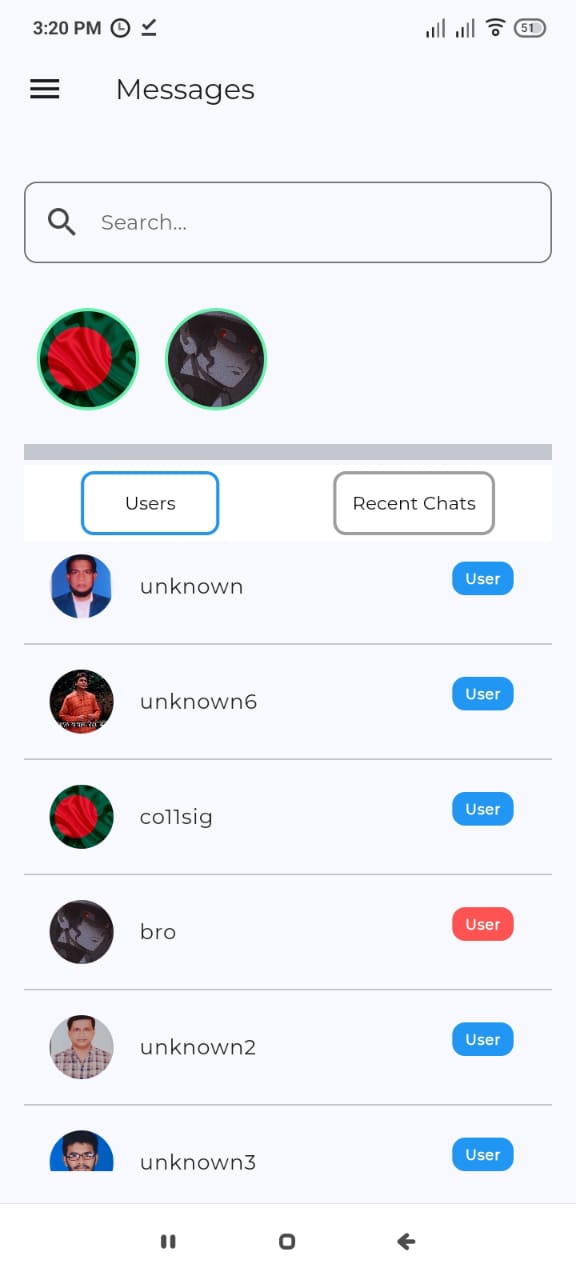 3:20 PM
51
Messages
Search...
Users
Recent Chats
unknown
User
unknown6
User
co11sig
User
bro
User
unknown2
User
unknown3
User